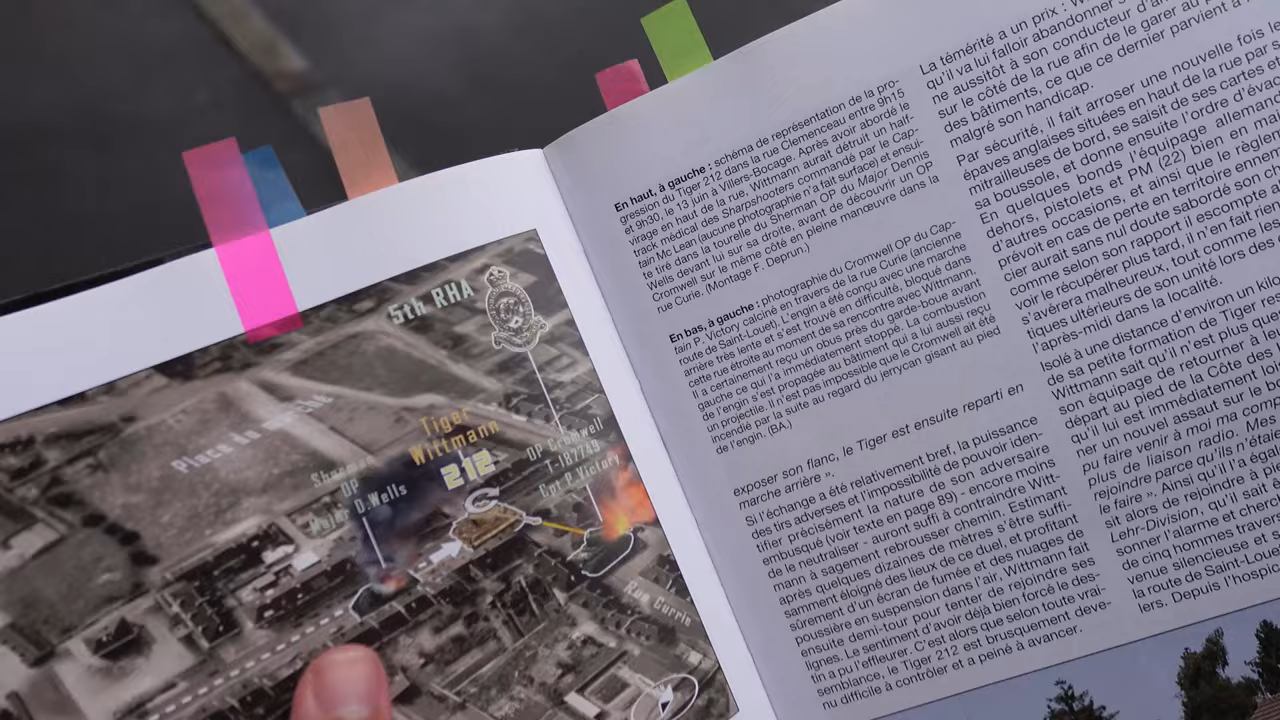 5th RHA
Place du
Tiger
Wittmann
212
OP Cromwell
T-187749
Cpt P.Victory
OP
Major D.Wells
Rue Currie
En haut, à gauche : schéma de représentation de la pro-
gression du Tiger 212 dans la rue Clemenceau entre 9h15
et 9h30, le 13 juin à Villers-Bocage. Après avoir abordé le
virage en haut de la rue, Wittmann aurait détruit un half-
track médical des Sharpshooters commandé par le Cap-
tain Mc Lean (aucune photographie n'a fait surface) et ensui-
te tiré dans la tourelle du Sherman OP du Major Dennis
Wells devant lui sur sa droite, avant de découvrir un OP
Cromwell sur le même côté en pleine manœuvre dans la
rue Curie. (Montage F. Deprun.)
En bas, à gauche : photographie du Cromwell OP du Cap-
tain P. Victory calciné en travers de la rue Curie (ancienne
route de Saint-Louet). L'engin a été conçu avec une marche
arrière très lente et s'est trouvé en difficulté, bloqué dans
cette rue étroite au moment de sa rencontre avec Wittmann.
Il a certainement reçu un obus près du garde-boue avant
gauche ce qui l'a immédiatement stoppé. La combustion
de l'engin s'est propagée au bâtiment qui a lui aussi reçu
un projectile. Il n'est pas impossible que le Cromwell ait été
incendié par la suite au regard du jerrycan gisant au pied
de l'engin. (BA.)
exposer son flanc, le Tiger est ensuite reparti en
marche arrière ».
Si l'échange a été relativement bref, la puissance
des tirs adverses et l'impossibilité de pouvoir iden-
tifier précisément la nature de son adversaire
embusqué (voir texte en page 89) - encore moins
de le neutraliser - auront suffi à contraindre Witt-
mann à sagement rebrousser chemin. Estimant
après quelques dizaines de mètres s'être suffi-
samment éloigné des lieux de ce duel, et profitant
sûrement d'un écran de fumée et des nuages de
poussière en suspension dans l'air, Wittmann fait
ensuite demi-tour pour tenter de rejoindre ses
lignes. Le sentiment d'avoir déjà bien forcé le des-
tin a pu l'effleurer. C'est alors que selon toute vrai-
semblance, le Tiger 212 est brusquement deve-
nu difficile à contrôler et a peiné à avancer.
La témérité a un prix :
qu'il va lui falloir abandonner
ne aussitôt à son conducteur d'
sur le côté de la rue afin de le garer au
des bâtiments, ce que ce dernier parvient à
malgré son handicap.
Par sécurité, il fait arroser une nouvelle fois le
épaves anglaises situées en haut de la rue par s
mitrailleuses de bord, se saisit de ses cartes et
sa boussole, et donne ensuite l'ordre d'évac
En quelques bonds l'équipage allemand
dehors, pistolets et PM (22) bien en ma
d'autres occasions, et ainsi que le règle
prévoit en cas de perte en territoire ennemi
cier aurait sans nul doute sabordé son ch
comme selon son rapport il escompte a
voir le récupérer plus tard, il n'en fait rien
s'avérera malheureux, tout comme les
tiques ultérieures de son unité lors des
l'après-midi dans la localité.
Isolé à une distance d'environ un kilo
de sa petite formation de Tiger res
Wittmann sait qu'il n'est plus que
son équipage de retourner à
départ au pied de la Côte des
qu'il lui est immédiatement loi
ner un nouvel assaut sur le b
pu faire venir à moi ma comp
plus de liaison radio. Mes
rejoindre parce qu'ils n'étaie
le faire ». Ainsi qu'il l'a éga
sit alors de rejoindre à pie
Lehr-Division, qu'il sait ê
sonner l'alarme et cherc
de cinq hommes s'
venue silencieuse et s
la route de Saint-Loue
lers. Depuis l'hospic